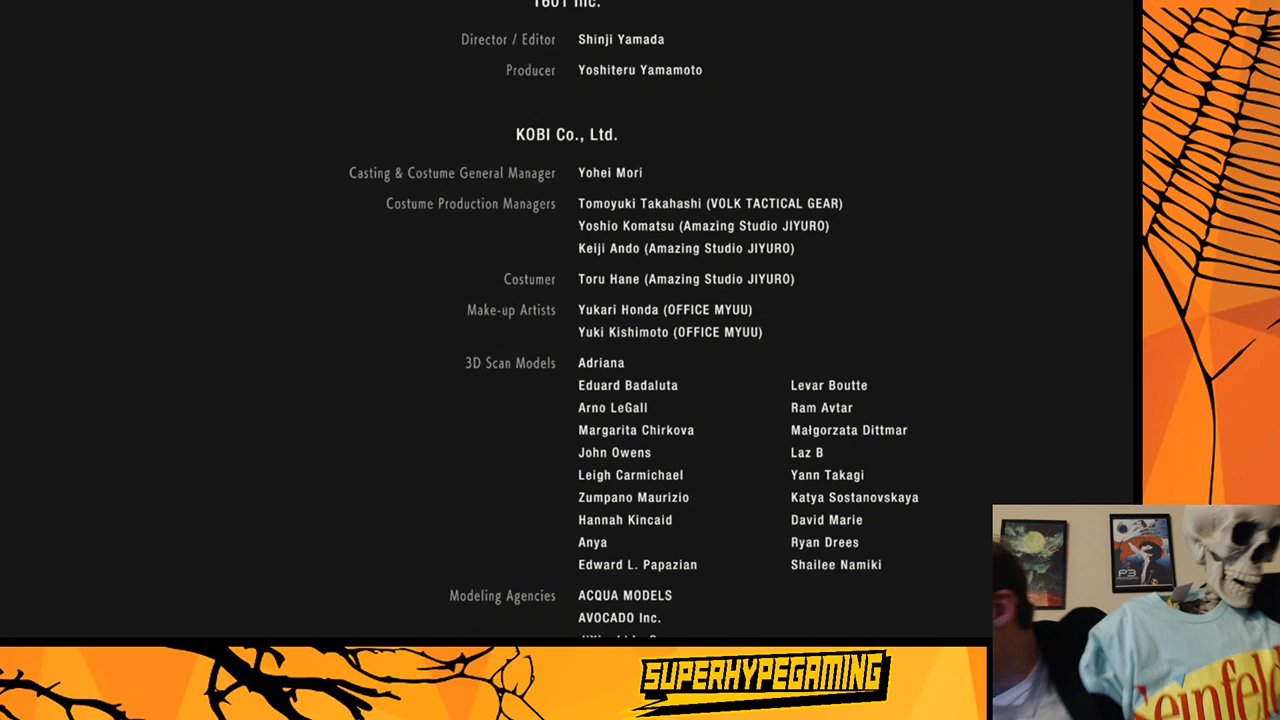 1601 Inc.
Director / Editor Shinji Yamada
Producer Yoshiteru Yamamoto
KOBI Co., Ltd.
Casting & Costume General Manager Yohei Mori
Costume Production Managers Tomoyuki Takahashi (VOLK TACTICAL GEAR)
Yoshio Komatsu (Amazing Studio JIYURO)
Keiji Ando (Amazing Studio JIYURO)
Costumer Toru Hane (Amazing Studio JIYURO)
Make-up Artists Yukari Honda (OFFICE MYUU)
Yuki Kishimoto (OFFICE MYUU)
3D Scan Models Adriana
Eduard Badaluta Levar Boutte
Arno LeGall Ram Avtar
Margarita Chirkova Małgorzata Dittmar
John Owens Laz B
Leigh Carmichael Yann Takagi
Zumpano Maurizio Katya Sostanovskaya
Hannah Kincaid David Marie
Anya Ryan Drees
Edward L. Papazian Shailee Namiki
Modeling Agencies ACQUA MODELS
AVOCADO Inc.
P3
Seinfeld
SUPERHYPEGAMING